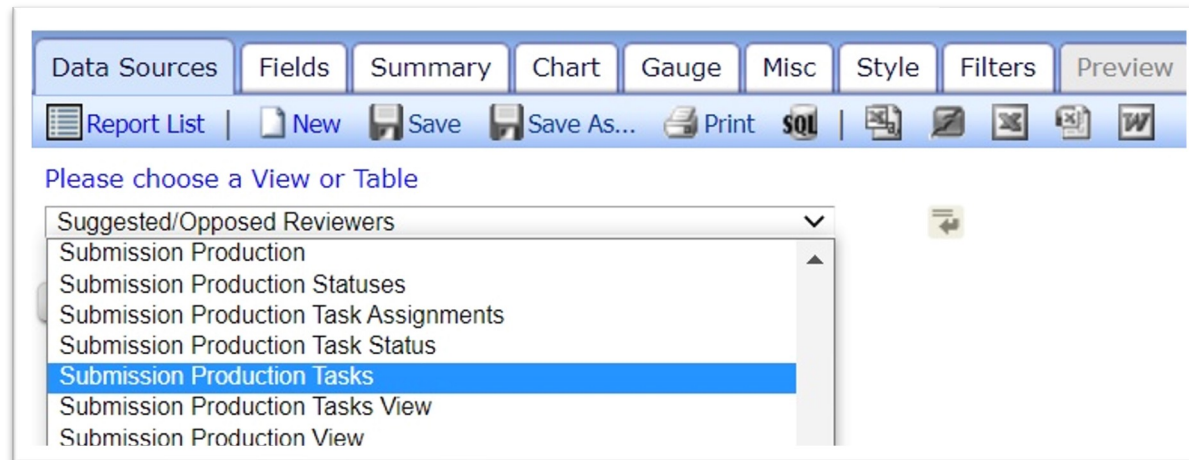 Data Sources Fields Summary Chart Gauge Misc Style Filters Preview
Report List | New Save Save As... Print SQL |
Please choose a View or Table
Suggested/Opposed Reviewers
Submission Production
Submission Production Statuses
Submission Production Task Assignments
Submission Production Task Status
Submission Production Tasks
Submission Production Tasks View
Submission Production View